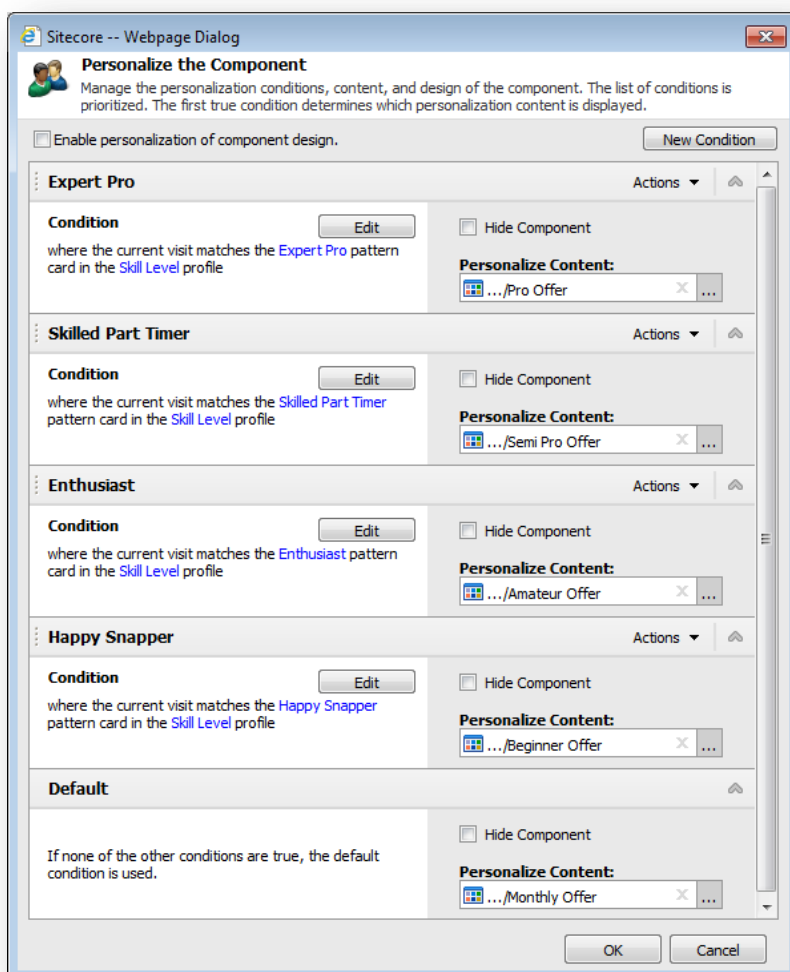 Sitecore -- Webpage Dialog
Personalize the Component
Manage the personalization conditions, content, and design of the component. The list of conditions is
prioritized. The first true condition determines which personalization content is displayed.
Enable personalization of component design.
New Condition
Expert Pro
Actions
Condition
Edit
where the current visit matches the Expert Pro pattern
card in the Skill Level profile
Hide Component
Personalize Content:
.../Pro Offer
...
Skilled Part Timer
Actions
Condition
Edit
where the current visit matches the Skilled Part Timer
pattern card in the Skill Level profile
Hide Component
Personalize Content:
.../Semi Pro Offer
...
Enthusiast
Actions
Condition
Edit
where the current visit matches the Enthusiast pattern
card in the Skill Level profile
Hide Component
Personalize Content:
.../Amateur Offer
...
Happy Snapper
Actions
Condition
Edit
where the current visit matches the Happy Snapper
pattern card in the Skill Level profile
Hide Component
Personalize Content:
.../Beginner Offer
...
Default
If none of the other conditions are true, the default
condition is used.
Hide Component
Personalize Content:
.../Monthly Offer
...
OK
Cancel